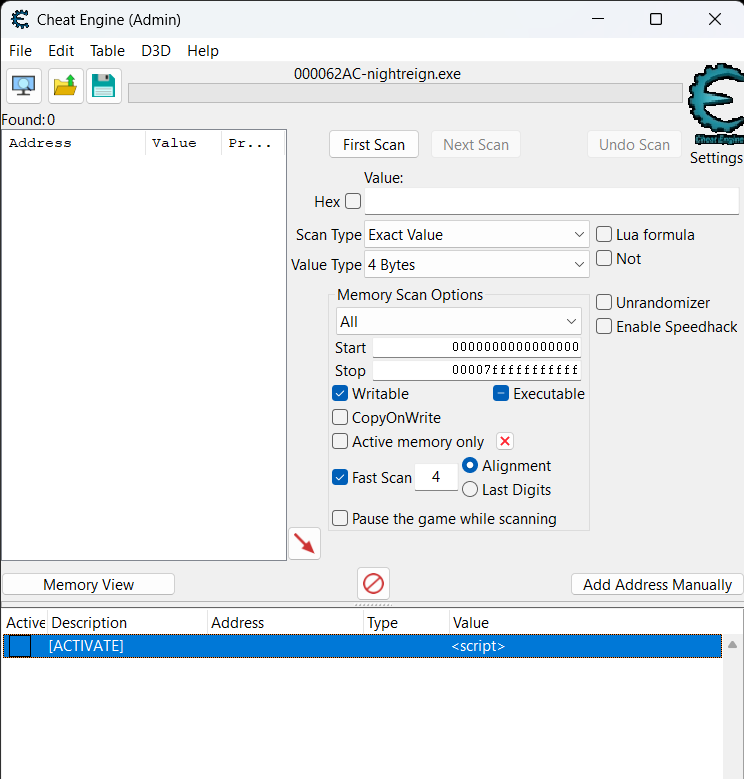 Cheat Engine (Admin)
File Edit Table D3D Help
000062AC-nightreign.exe
Found:0
Address Value Pr...
First Scan Next Scan Undo Scan
Cheat Engine
Settings
Value:
Hex
Scan Type Exact Value
Lua formula
Value Type 4 Bytes
Not
Memory Scan Options
All
Unrandomizer
Enable Speedhack
Start 0000000000000000
Stop 00007fffffffffff
Writable Executable
CopyOnWrite
Active memory only
Fast Scan 4 Alignment
Last Digits
Pause the game while scanning
Memory View Add Address Manually
Active Description Address Type Value
[ACTIVATE] <script>